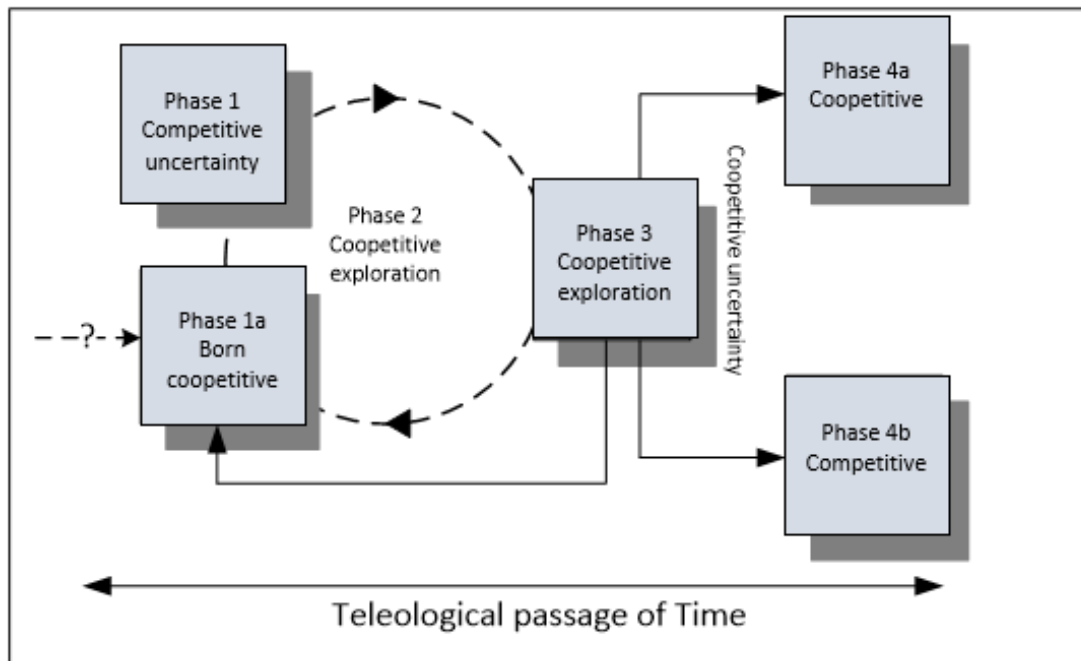 Phase 1
Competitive
uncertainty
Phase 2
Coopetitive
exploration
Phase 1a
Born
coopetitive
?
Phase 3
Coopetitive
exploration
Coopetitive uncertainty
Phase 4a
Coopetitive
Phase 4b
Competitive
Teleological passage of Time